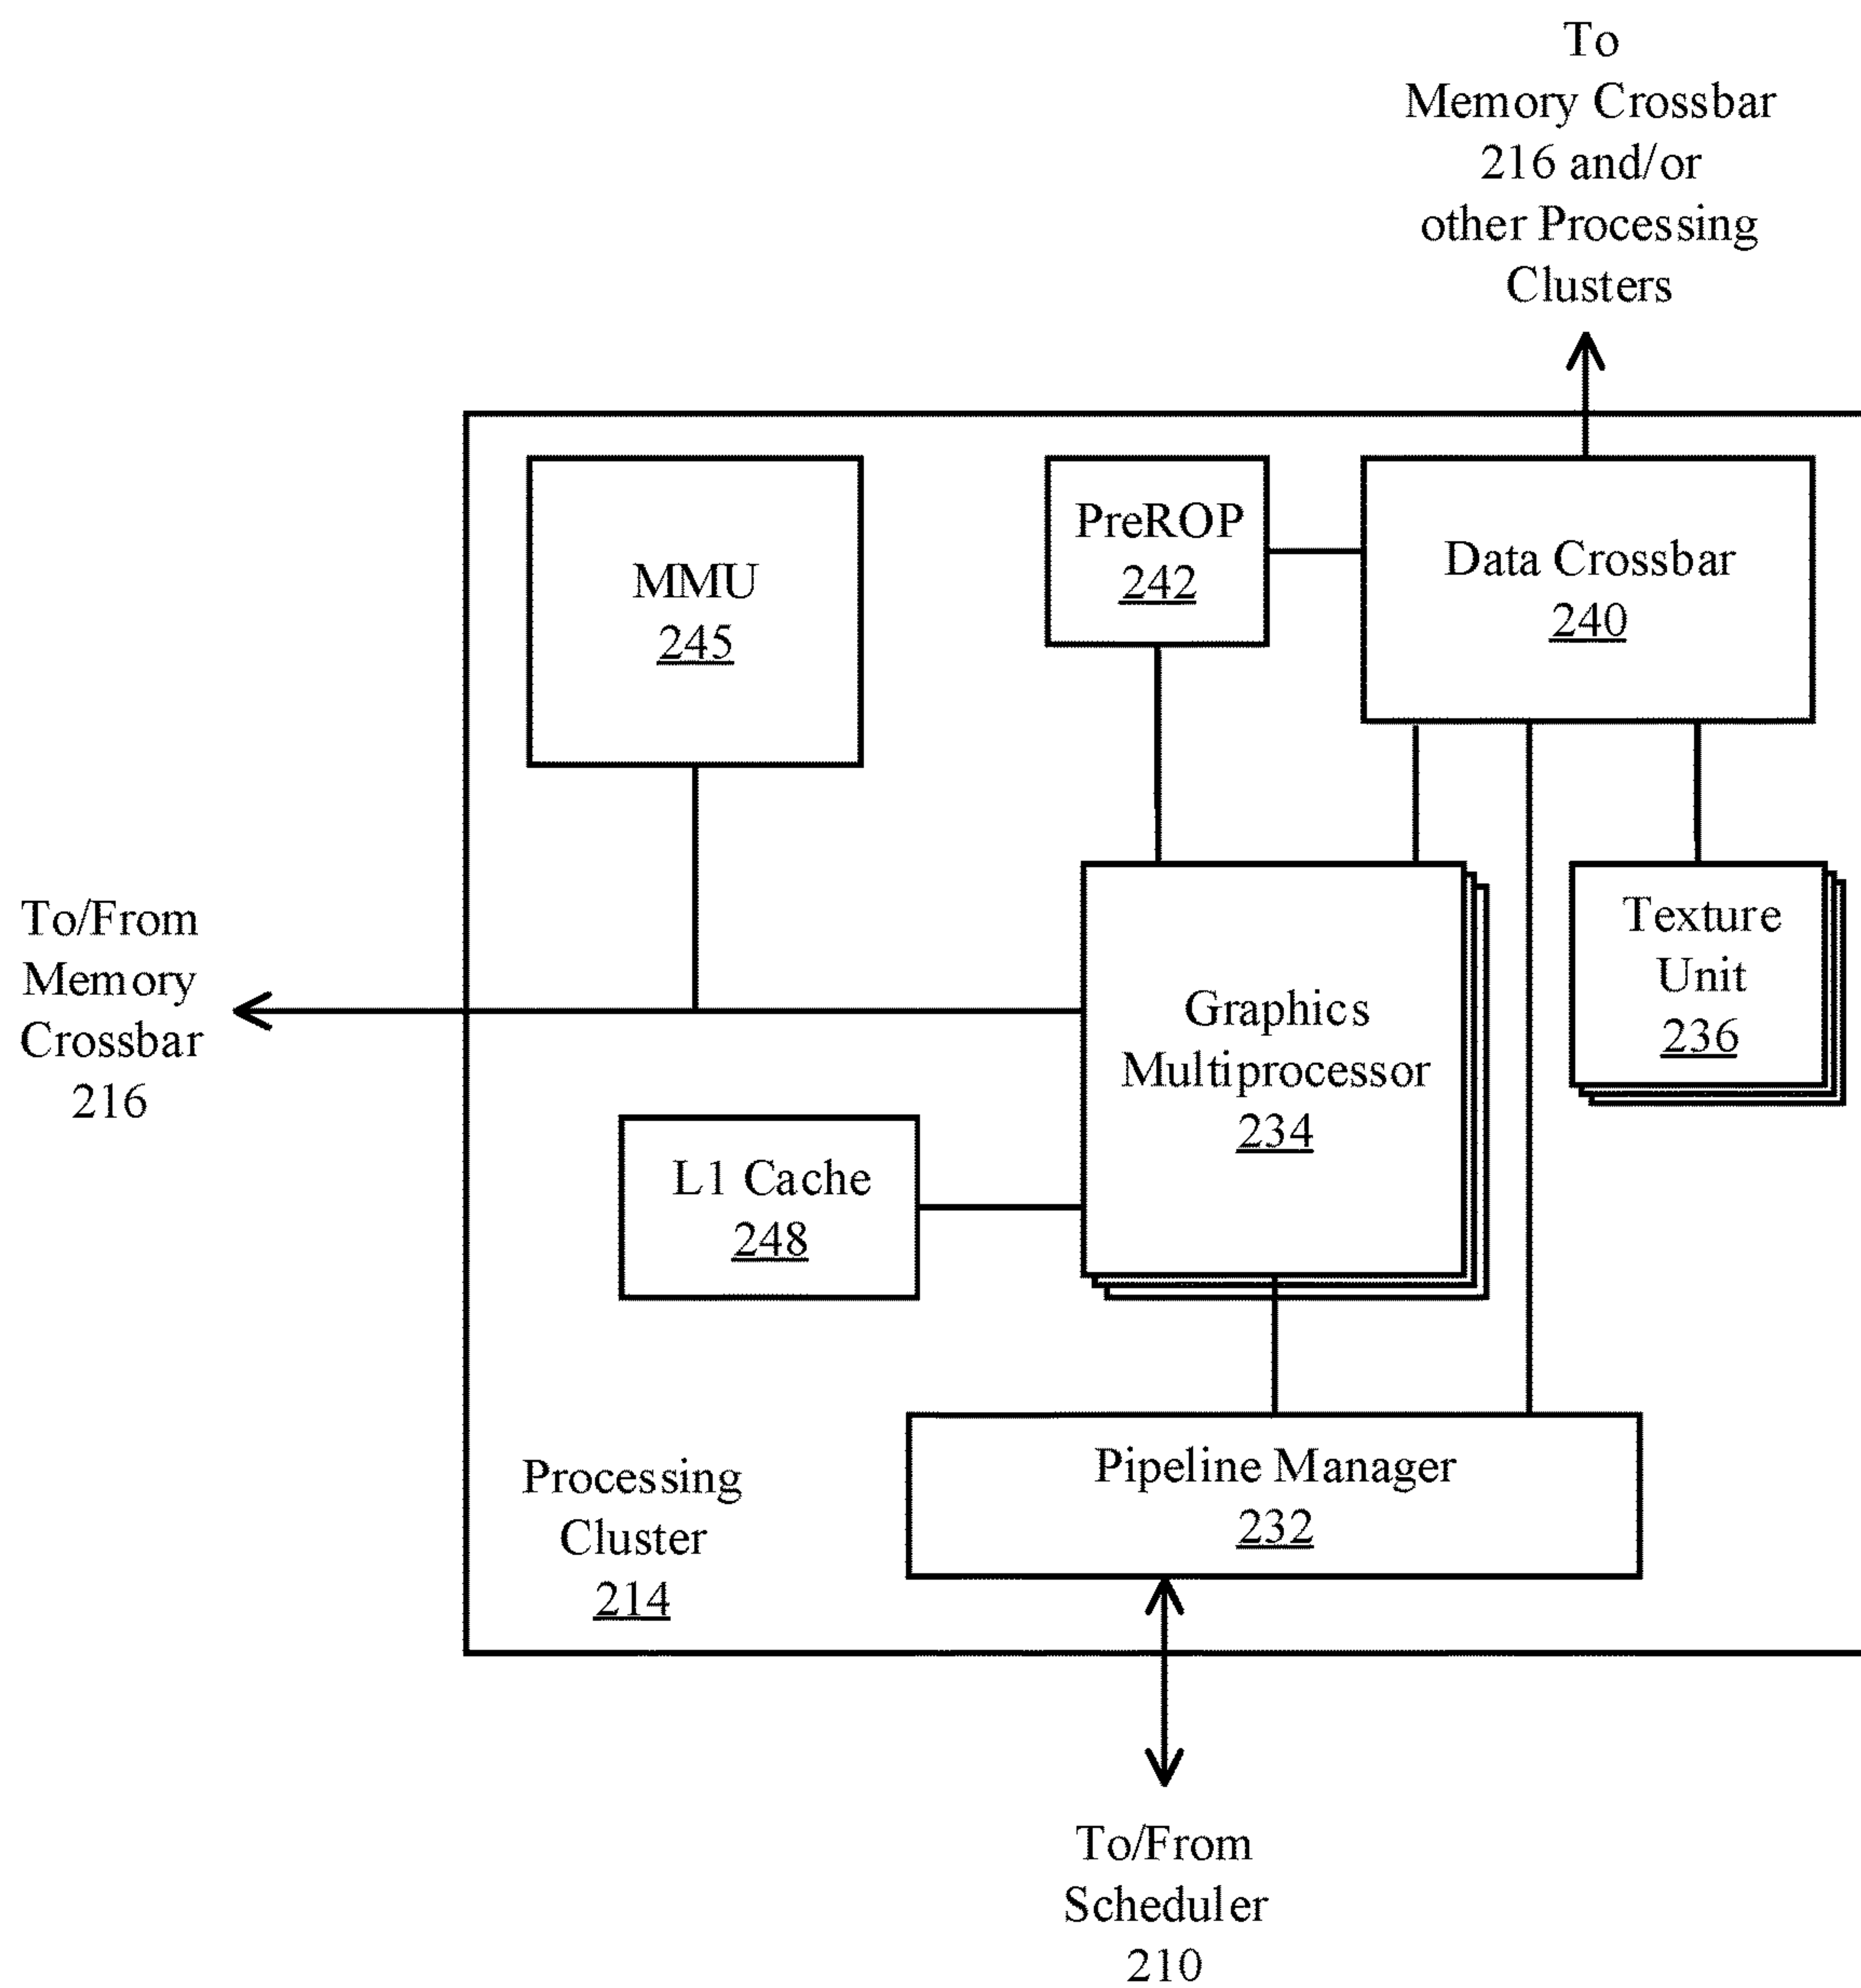 To
Memory Crossbar
216 and/or
other Processing
Clusters
MMU
245
PreROP
242
Data Crossbar
240
To/From
Memory
Crossbar
216
Graphics
Multiprocessor
234
Texture
Unit
236
L1 Cache
248
Pipeline Manager
232
Processing
Cluster
214
To/From
Scheduler
210